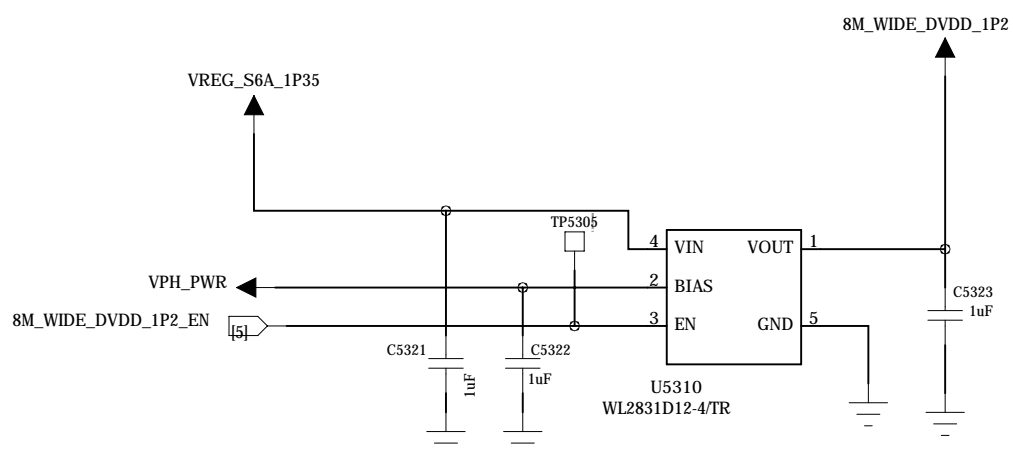 8M_WIDE_DVDD_1P2
VREG_S6A_1P35
TP5305
4 VIN VOUT 1
VPH_PWR 2 BIAS
8M_WIDE_DVDD_1P2_EN [5] 3 EN GND 5
C5323
1uF
C5321 C5322
1uF 1uF
U5310
WL2831D12-4/TR